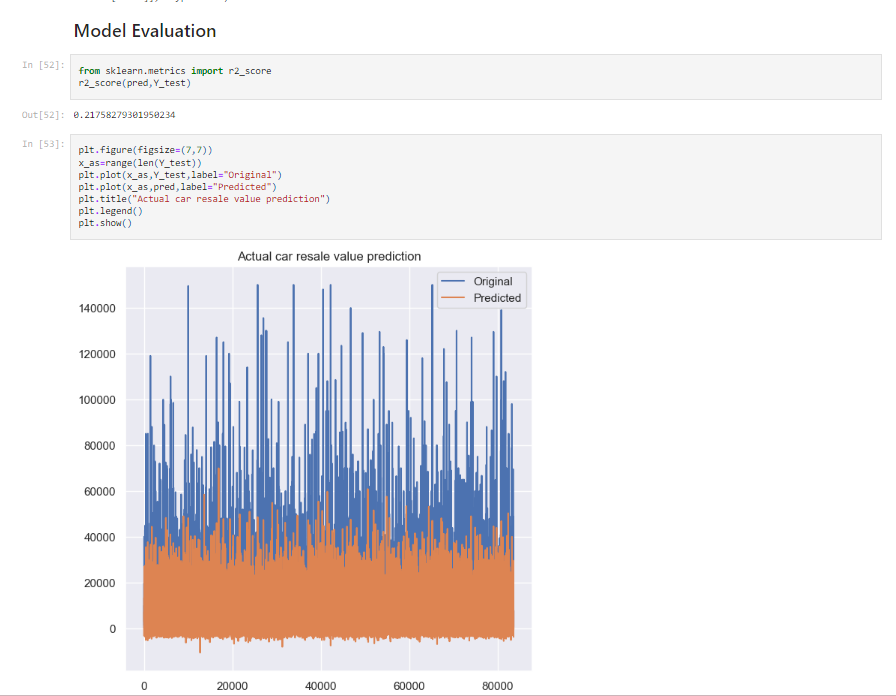 Model Evaluation
In [52]:
from sklearn.metrics import r2_score
r2_score(pred,Y_test)
Out[52]: 0.21758279301950234
In [53]:
plt.figure(figsize=(7,7))
x_as=range(len(Y_test))
plt.plot(x_as,Y_test,label="Original")
plt.plot(x_as,pred,label="Predicted")
plt.title("Actual car resale value prediction")
plt.legend()
plt.show()
Actual car resale value prediction
Original
Predicted
140000
120000
100000
80000
60000
40000
20000
0
0 20000 40000 60000 80000